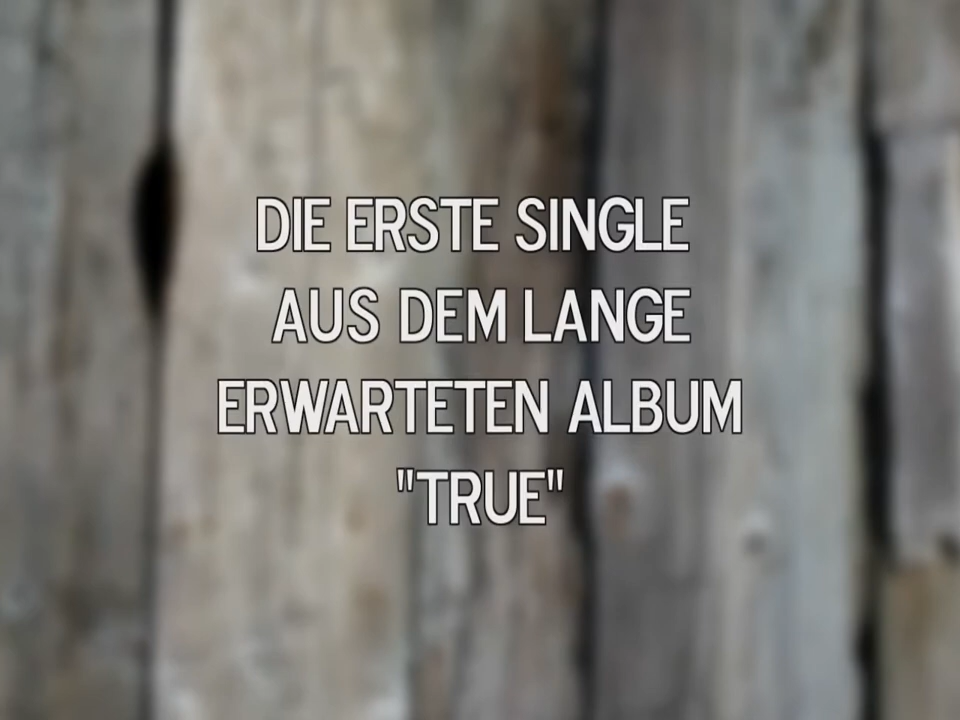 DIE ERSTE SINGLE
AUS DEM LANGE
ERWARTETEN ALBUM
"TRUE"